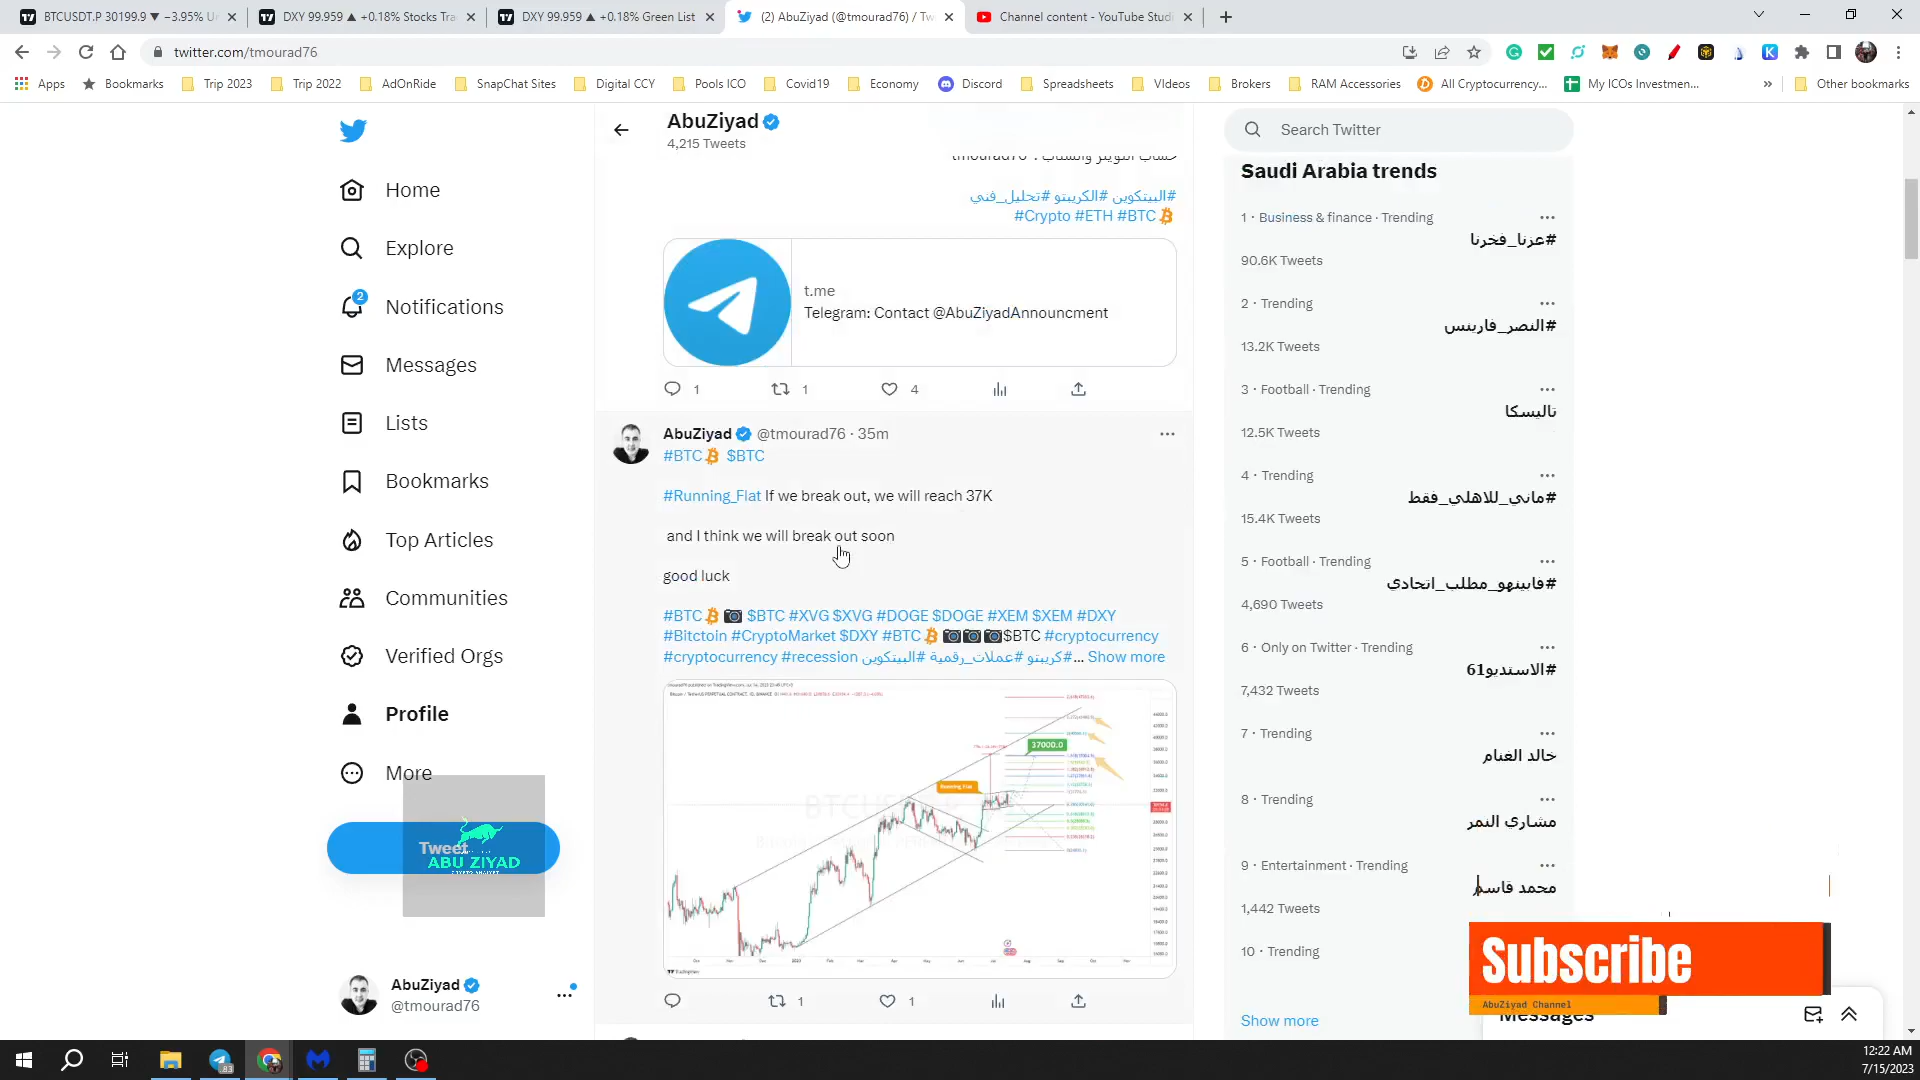 BTCUSDT.P 30199.9 ▼ −3.95% U
DXY 99.959 ▲ +0.18% Stocks Tra
DXY 99.959 ▲ +0.18% Green List
(2) AbuZiyad (@tmourad76) / Tw
Channel content - YouTube Studi
twitter.com/tmourad76
Apps
Bookmarks
Trip 2023
Trip 2022
AdOnRide
SnapChat Sites
Digital CCY
Pools ICO
Covid19
Economy
Discord
Spreadsheets
VIdeos
Brokers
RAM Accessories
All Cryptocurrency...
My ICOs Investmen...
»
Other bookmarks
Home
Explore
2
Notifications
Messages
Lists
Bookmarks
Top Articles
Communities
Verified Orgs
Profile
More
Tweet
ABU ZIYAD
AbuZiyad
@tmourad76
AbuZiyad
4,215 Tweets
حساب التويتر والسناب : tmourad76
#البيتكوين #الكريبتو #تحليل_فني
#Crypto #ETH #BTC
t.me
Telegram: Contact @AbuZiyadAnnouncment
1 1 4
AbuZiyad @tmourad76 · 35m
#BTC $BTC
#Running_Flat If we break out, we will reach 37K
and I think we will break out soon
good luck
#BTC $BTC #XVG $XVG #DOGE $DOGE #XEM $XEM #DXY
#Bitctoin #CryptoMarket $DXY #BTC $BTC #cryptocurrency
#cryptocurrency #recession #كريبتو #عملات_رقمية #البيتكوين... Show more
37000.0
Running Flat
TradingView
1 1
Search Twitter
Saudi Arabia trends
1 · Business & finance · Trending
#عزنا_فخرنا
90.6K Tweets
2 · Trending
#النصر_فارينس
13.2K Tweets
3 · Football · Trending
تاليسكا
12.5K Tweets
4 · Trending
#ماني_للاهلي_فقط
15.4K Tweets
5 · Football · Trending
#فابينهو_مطلب_اتحادي
4,690 Tweets
6 · Only on Twitter · Trending
#الاستديو61
7,432 Tweets
7 · Trending
خالد الغنام
8 · Trending
مشاري النمر
9 · Entertainment · Trending
محمد قاسم
1,442 Tweets
10 · Trending
Show more
Subscribe
AbuZiyad Channel
Messages
83
12:22 AM
7/15/2023